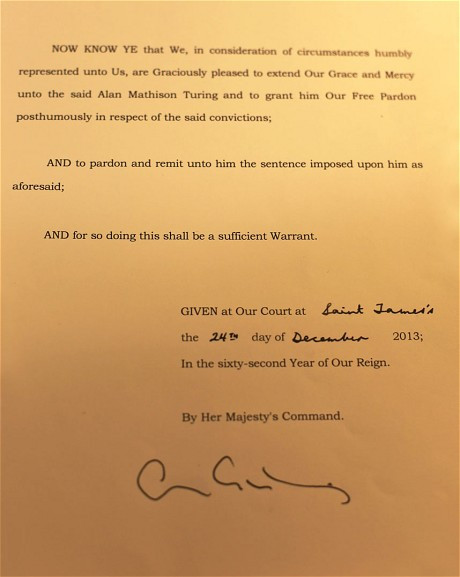 NOW KNOW YE that We, in consideration of circumstances humbly
represented unto Us, are Graciously pleased to extend Our Grace and Mercy
unto the said Alan Mathison Turing and to grant him Our Free Pardon
posthumously in respect of the said convictions;
AND to pardon and remit unto him the sentence imposed upon him as
aforesaid;
AND for so doing this shall be a sufficient Warrant.
GIVEN at Our Court at Saint James's
the 24TH day of December 2013;
In the sixty-second Year of Our Reign.
By Her Majesty's Command.